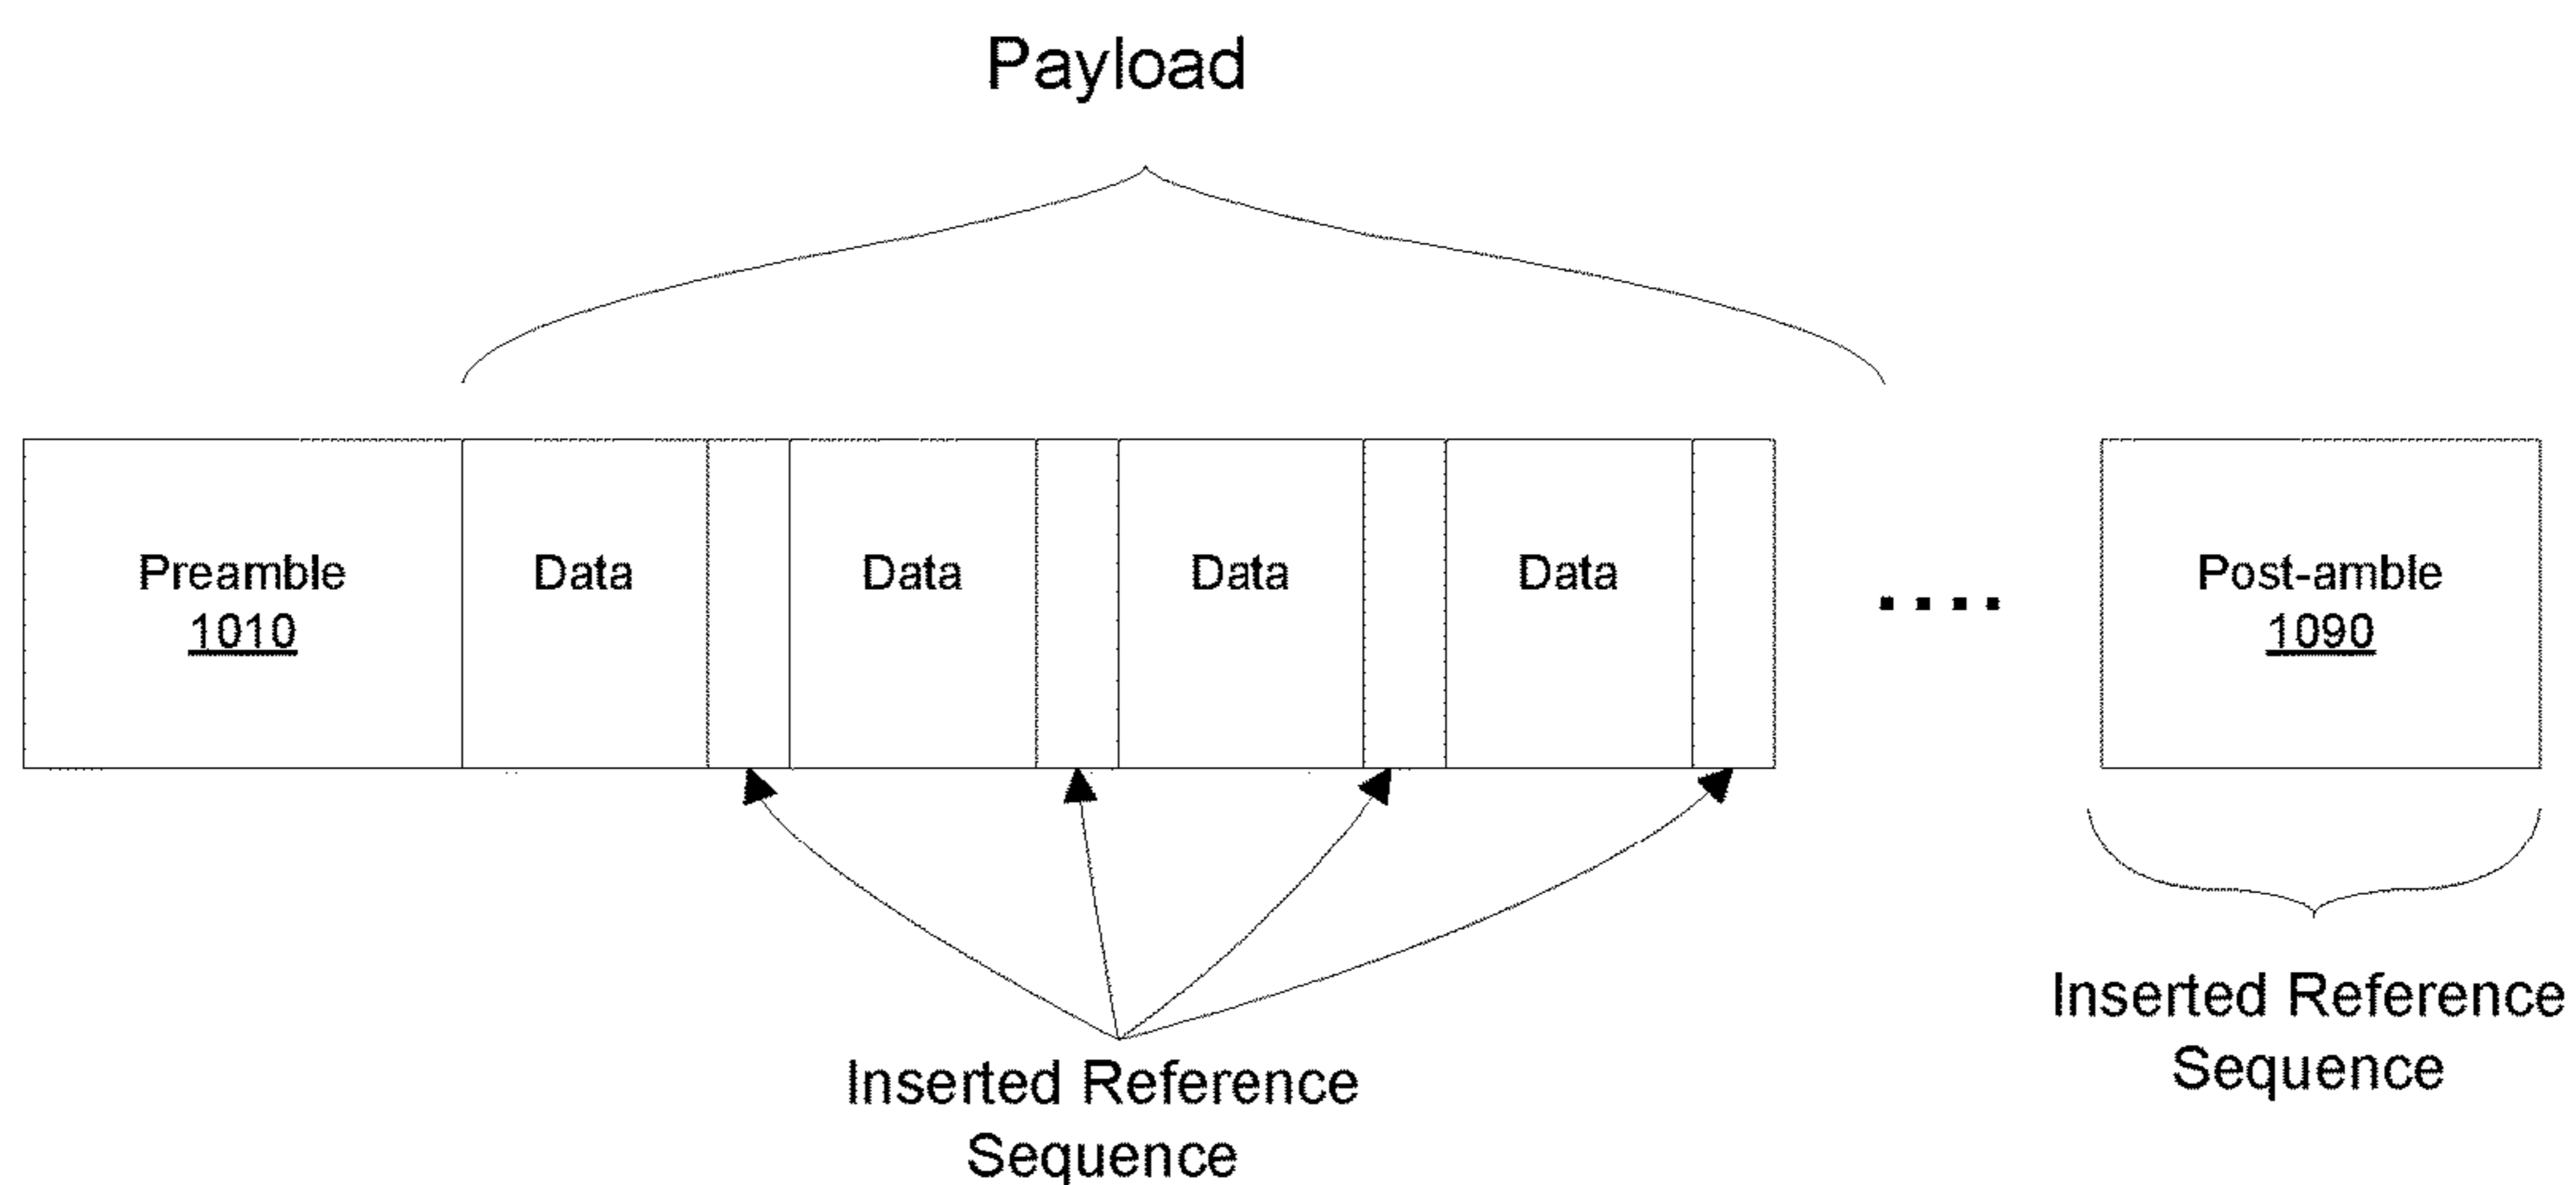 Payload
Preamble
1010
Data
Data
Data
Data
Post-amble
1090
Inserted Reference
Sequence
Inserted Reference
Sequence